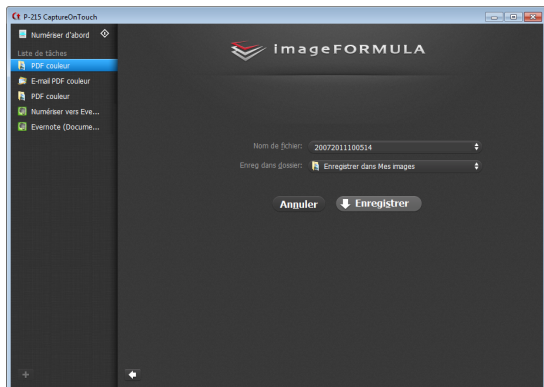 P-215 CaptureOnTouch
Numériser d'abord
Liste de tâches
PDF couleur
E-mail PDF couleur
PDF couleur
Numériser vers Eve...
Evernote (Docume...
imageFORMULA
Nom de fichier: 20072011100514
Enreg dans dossier: Enregistrer dans Mes images
Annuler Enregistrer